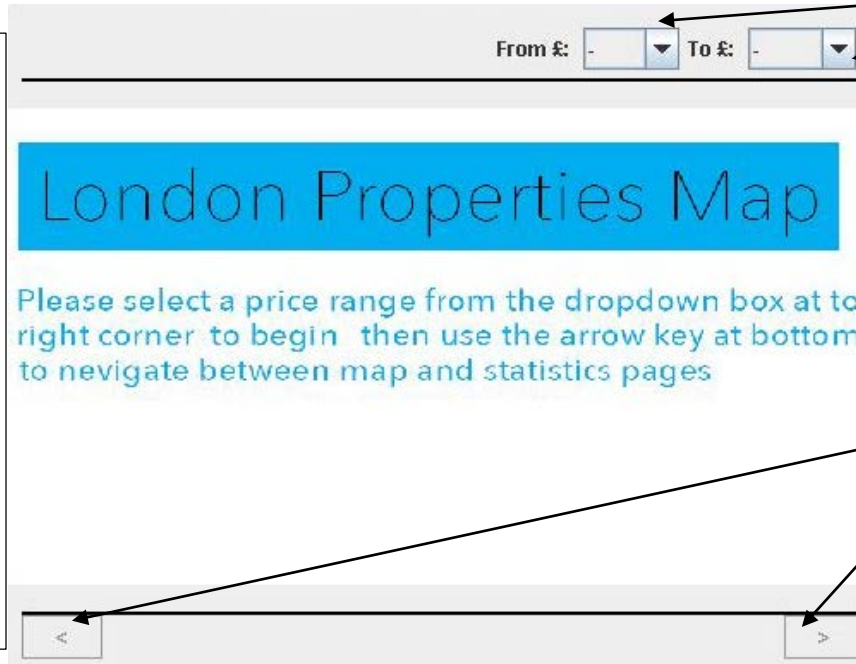 From £: - To £: -
London Properties Map
Please select a price range from the dropdown box at to
right corner to begin then use the arrow key at bottom
to nevigate between map and statistics pages
< >